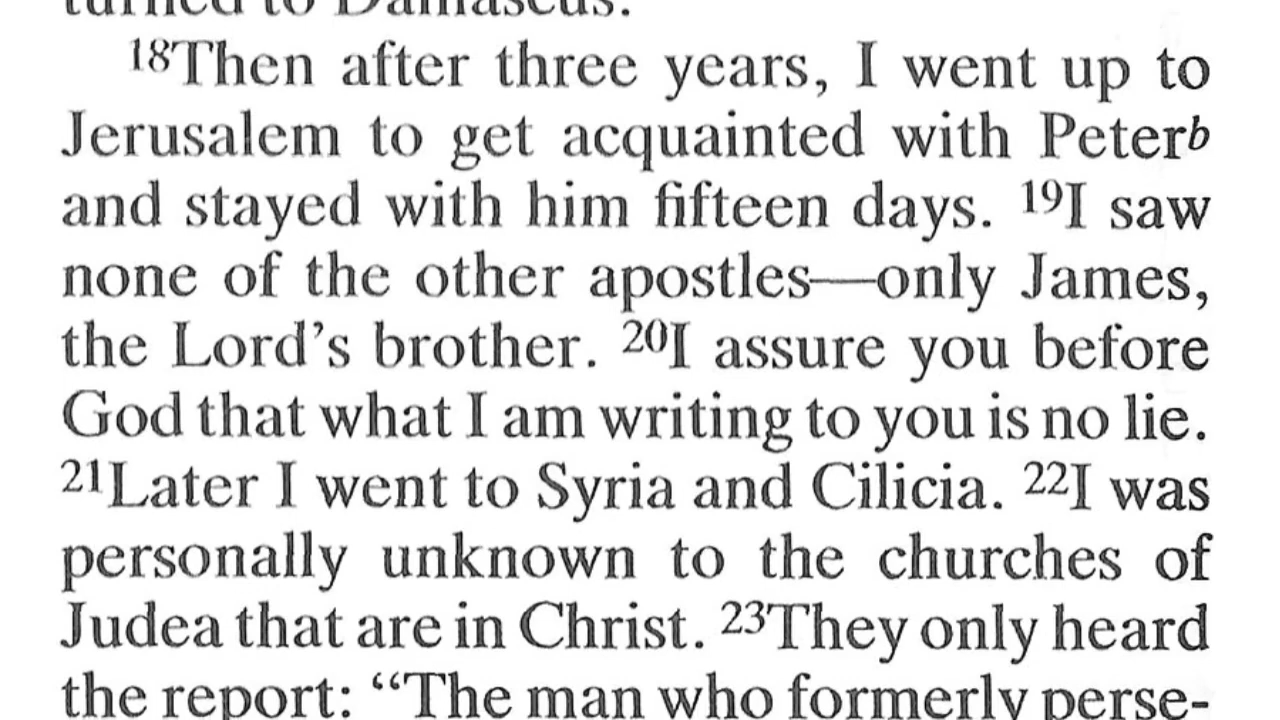 turned to Damascus.
18Then after three years, I went up to
Jerusalem to get acquainted with Peterb
and stayed with him fifteen days. 19I saw
none of the other apostles—only James,
the Lord’s brother. 20I assure you before
God that what I am writing to you is no lie.
21Later I went to Syria and Cilicia. 22I was
personally unknown to the churches of
Judea that are in Christ. 23They only heard
the report: “The man who formerly perse-